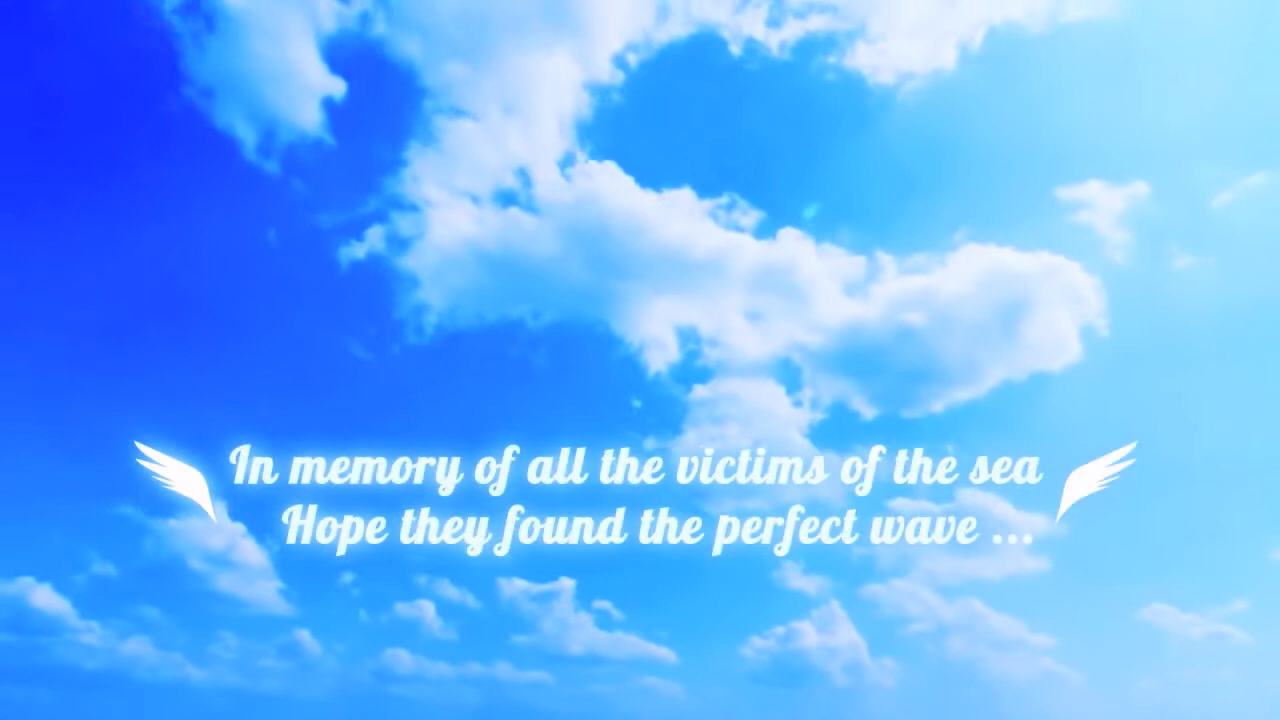 In memory of all the victims of the sea
Hope they found the perfect wave ...